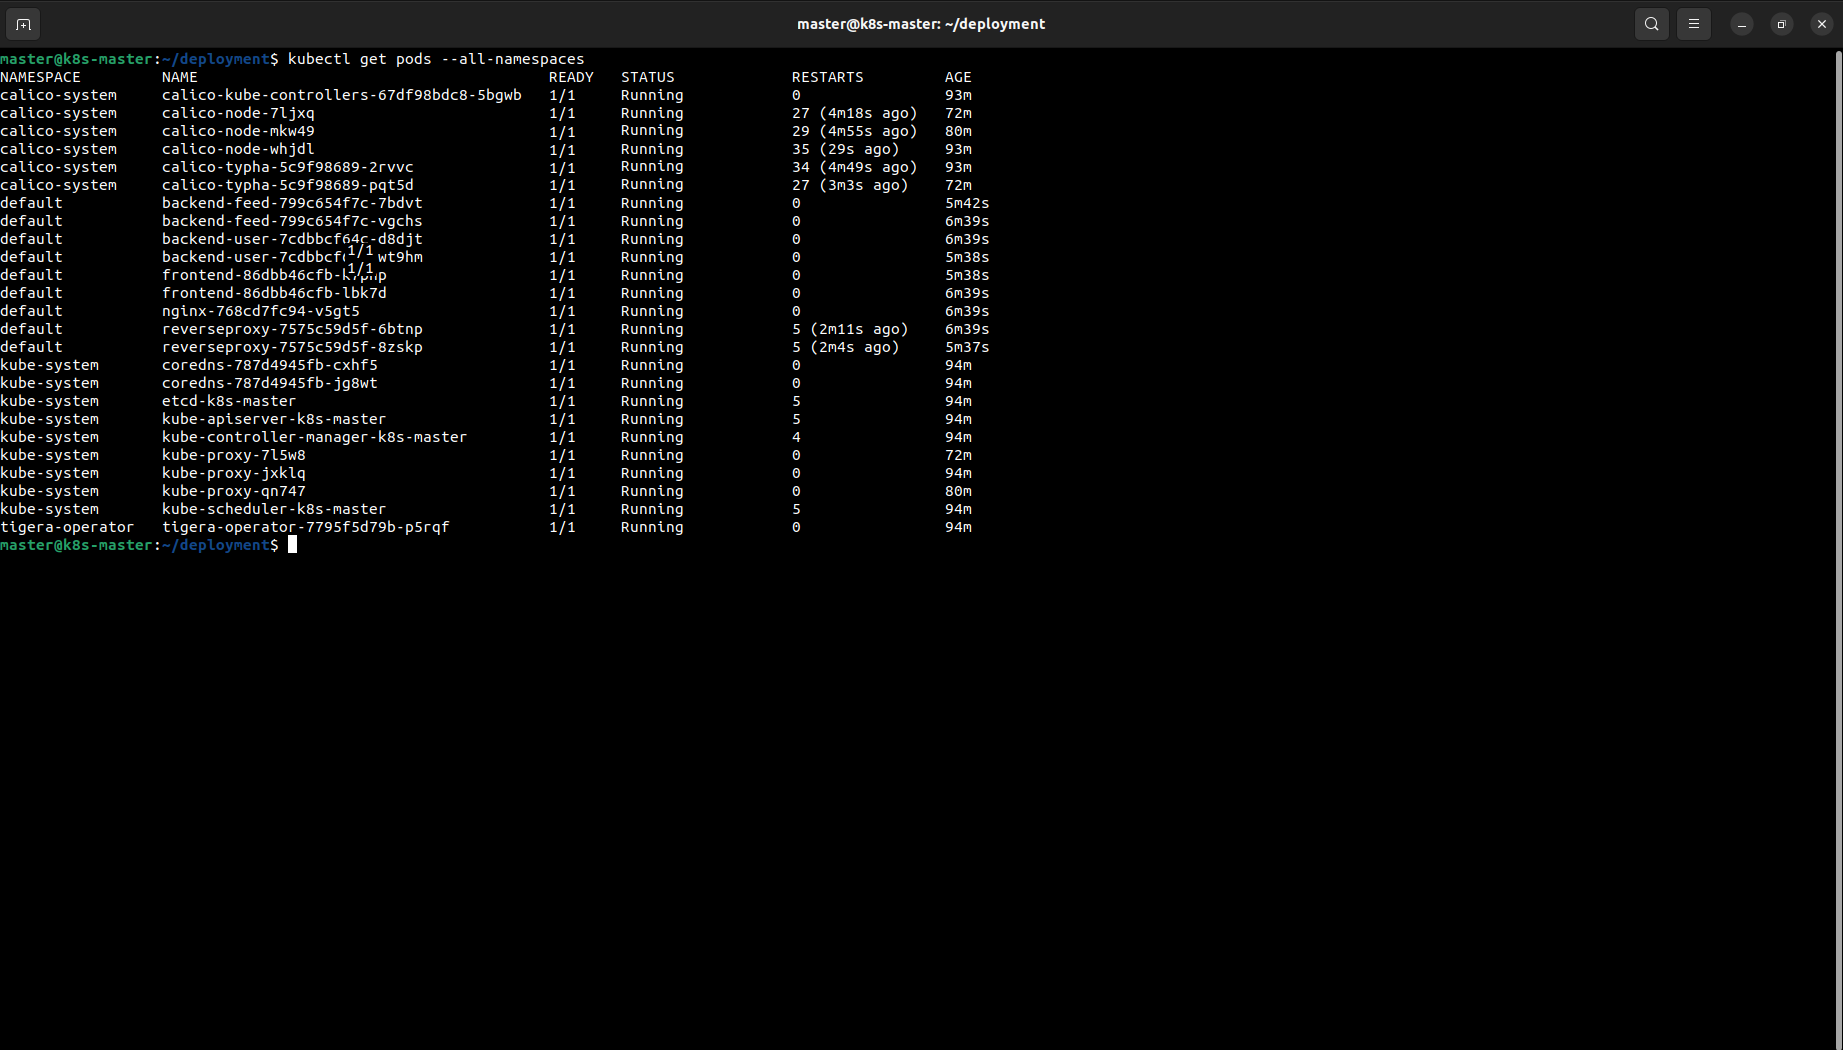 master@k8s-master: ~/deployment
master@k8s-master:~/deployment$ kubectl get pods --all-namespaces
NAMESPACE NAME READY STATUS RESTARTS AGE
calico-system calico-kube-controllers-67df98bdc8-5bgwb 1/1 Running 0 93m
calico-system calico-node-7ljxq 1/1 Running 27 (4m18s ago) 72m
calico-system calico-node-mkw49 1/1 Running 29 (4m55s ago) 80m
calico-system calico-node-whjdl 1/1 Running 35 (29s ago) 93m
calico-system calico-typha-5c9f98689-2rvvc 1/1 Running 34 (4m49s ago) 93m
calico-system calico-typha-5c9f98689-pqt5d 1/1 Running 27 (3m3s ago) 72m
default backend-feed-799c654f7c-7bdvt 1/1 Running 0 5m42s
default backend-feed-799c654f7c-vgchs 1/1 Running 0 6m39s
default backend-user-7cdbbcf64c-d8djt 1/1 Running 0 6m39s
1/1
default 1/1 Running 0 5m38s
1/1
default 1/1 Running 0 5m38s
default frontend-86dbb46cfb-lbk7d 1/1 Running 0 6m39s
default nginx-768cd7fc94-v5gt5 1/1 Running 0 6m39s
default reverseproxy-7575c59d5f-6btnp 1/1 Running 5 (2m11s ago) 6m39s
default reverseproxy-7575c59d5f-8zskp 1/1 Running 5 (2m4s ago) 5m37s
kube-system coredns-787d4945fb-cxhf5 1/1 Running 0 94m
kube-system coredns-787d4945fb-jg8wt 1/1 Running 0 94m
kube-system etcd-k8s-master 1/1 Running 5 94m
kube-system kube-apiserver-k8s-master 1/1 Running 5 94m
kube-system kube-controller-manager-k8s-master 1/1 Running 4 94m
kube-system kube-proxy-7l5w8 1/1 Running 0 72m
kube-system kube-proxy-jxklq 1/1 Running 0 94m
kube-system kube-proxy-qn747 1/1 Running 0 80m
kube-system kube-scheduler-k8s-master 1/1 Running 5 94m
tigera-operator tigera-operator-7795f5d79b-p5rqf 1/1 Running 0 94m
master@k8s-master:~/deployment$